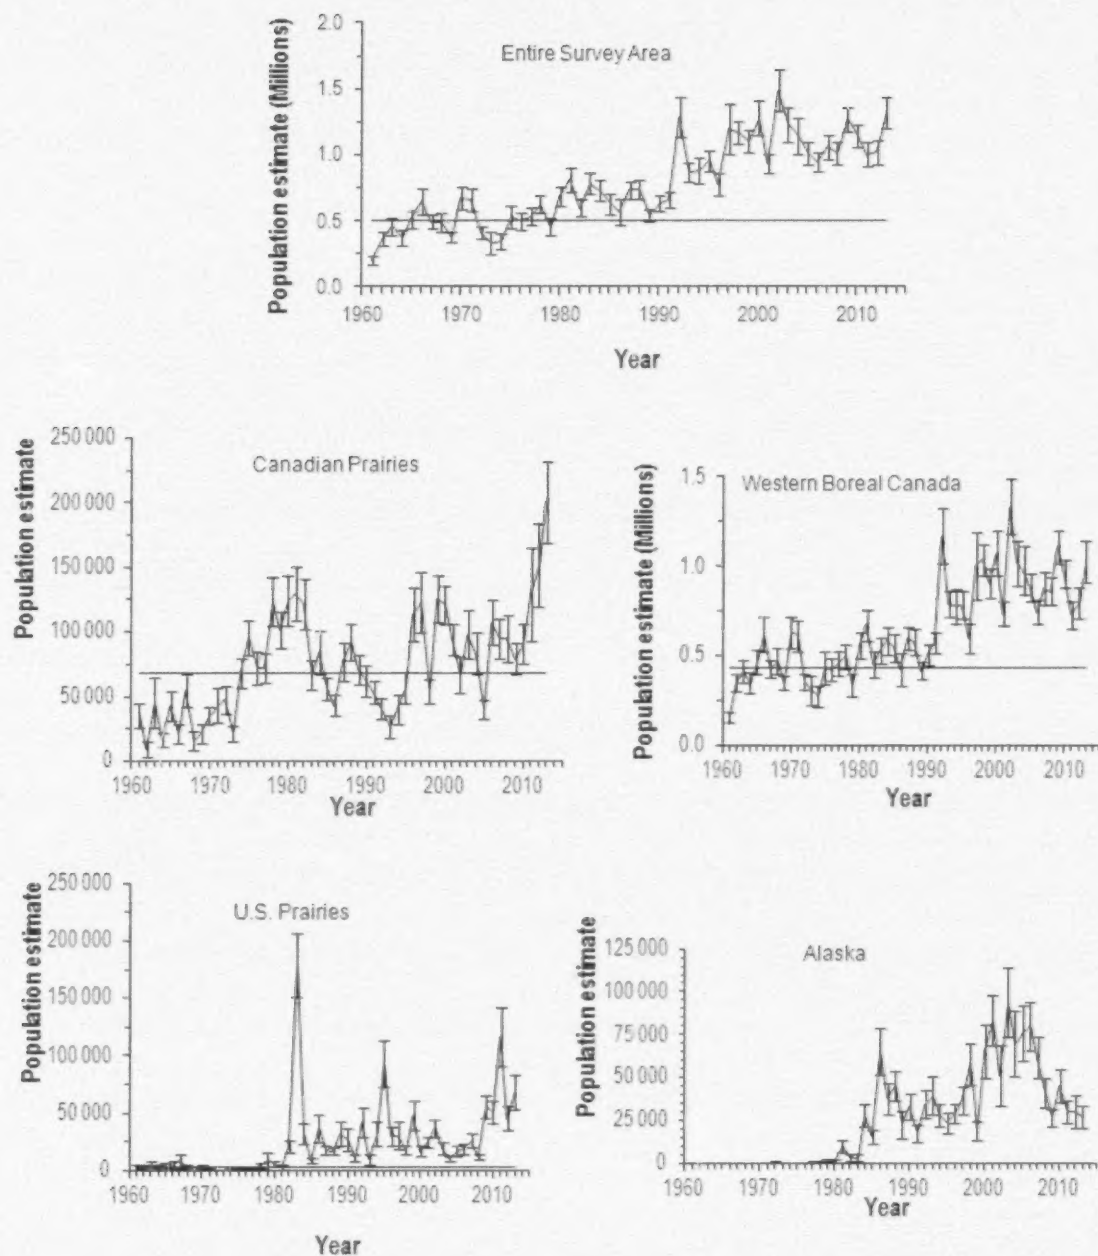 Entire Survey Area
Population estimate (Millions)
2.0
1.5
1.0
0.5
0.0
1960 1970 1980 1990 2000 2010
Year
Canadian Prairies
Population estimate
250 000
200 000
150 000
100 000
50 000
0
1960 1970 1980 1990 2000 2010
Year
Western Boreal Canada
Population estimate (Millions)
1.5
1.0
0.5
0.0
1960 1970 1980 1990 2000 2010
Year
U.S. Prairies
Population estimate
250 000
200 000
150 000
100 000
50 000
0
1960 1970 1980 1990 2000 2010
Year
Alaska
Population estimate
125 000
100 000
75 000
50 000
25 000
0
1960 1970 1980 1990 2000 2010
Year